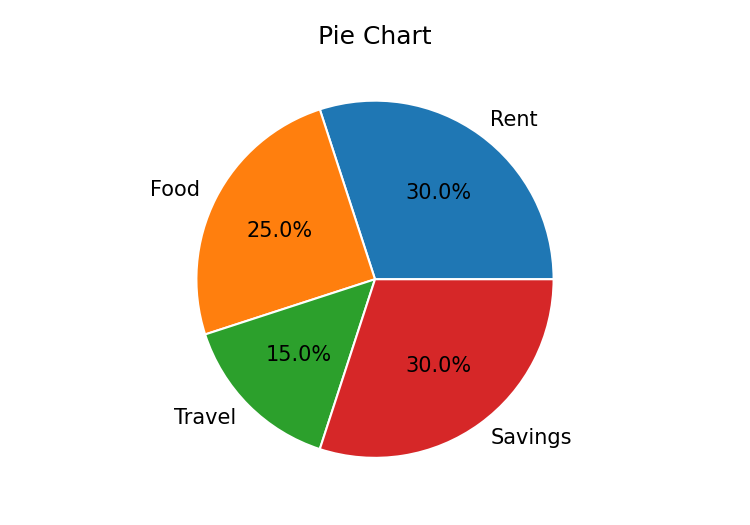 Pie Chart
Rent
30.0%
Food
25.0%
15.0%
Travel
30.0%
Savings